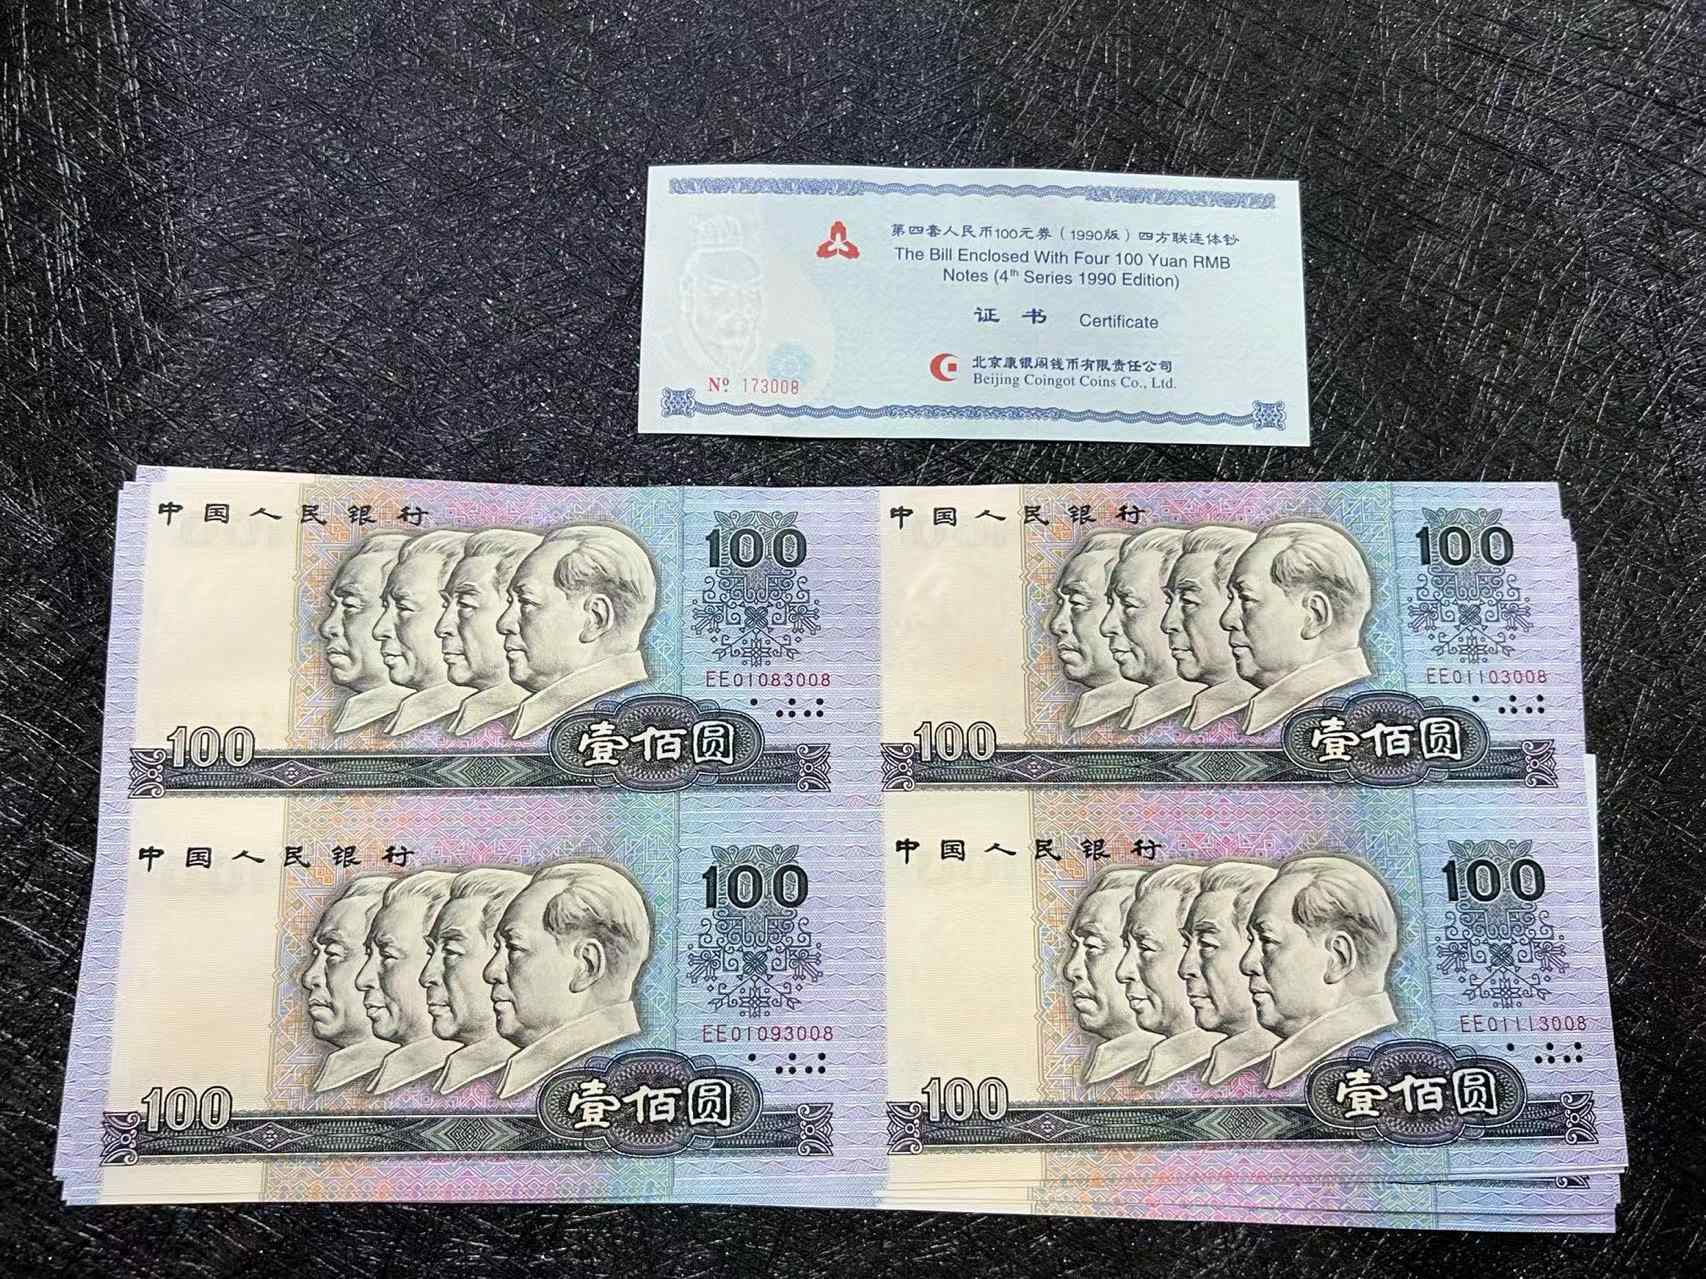 第四套人民币100元券（1990版）四方联连体钞
The Bill Enclosed With Four 100 Yuan RMB
Notes (4th Series 1990 Edition)
证书 Certificate
北京康银阁钱币有限责任公司
Beijing Coingot Coins Co., Ltd.
Nº 173008
中国人民银行
100
EE01083008
100
壹佰圆
中国人民银行
100
EE01103008
100
壹佰圆
中国人民银行
100
EE01093008
100
壹佰圆
中国人民银行
100
EE01113008
100
壹佰圆